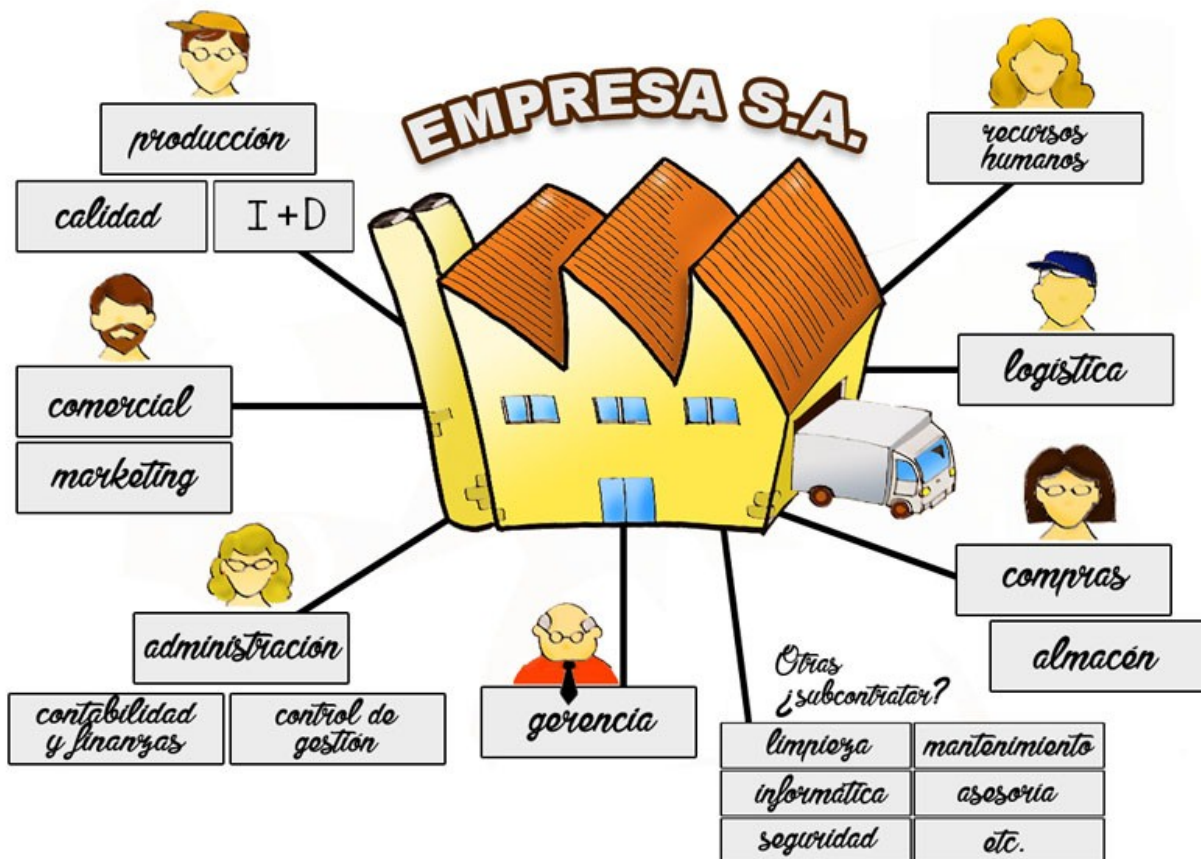 EMPRESA S.A.
producción
calidad
I+D
comercial
marketing
administración
contabilidad
y finanzas
control de
gestión
gerencia
recursos
humanos
logística
compras
almacén
Otras
¿subcontratar?
limpieza
mantenimiento
informática
asesoría
seguridad
etc.